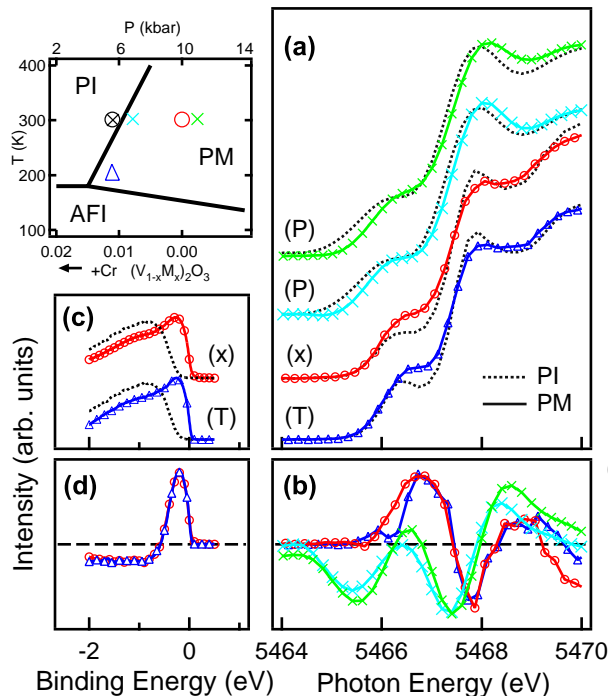 P (kbar)
2 6 10 14
400
300
200
100
T (K)
PI
PM
AFI
0.02 0.01 0.00
← +Cr (V1-xMx)2O3
(a)
(P)
(P)
(x)
(T)
PI
PM
(c)
(x)
(T)
(d)
(b)
Intensity (arb. units)
-2 0
Binding Energy (eV)
5464 5466 5468 5470
Photon Energy (eV)